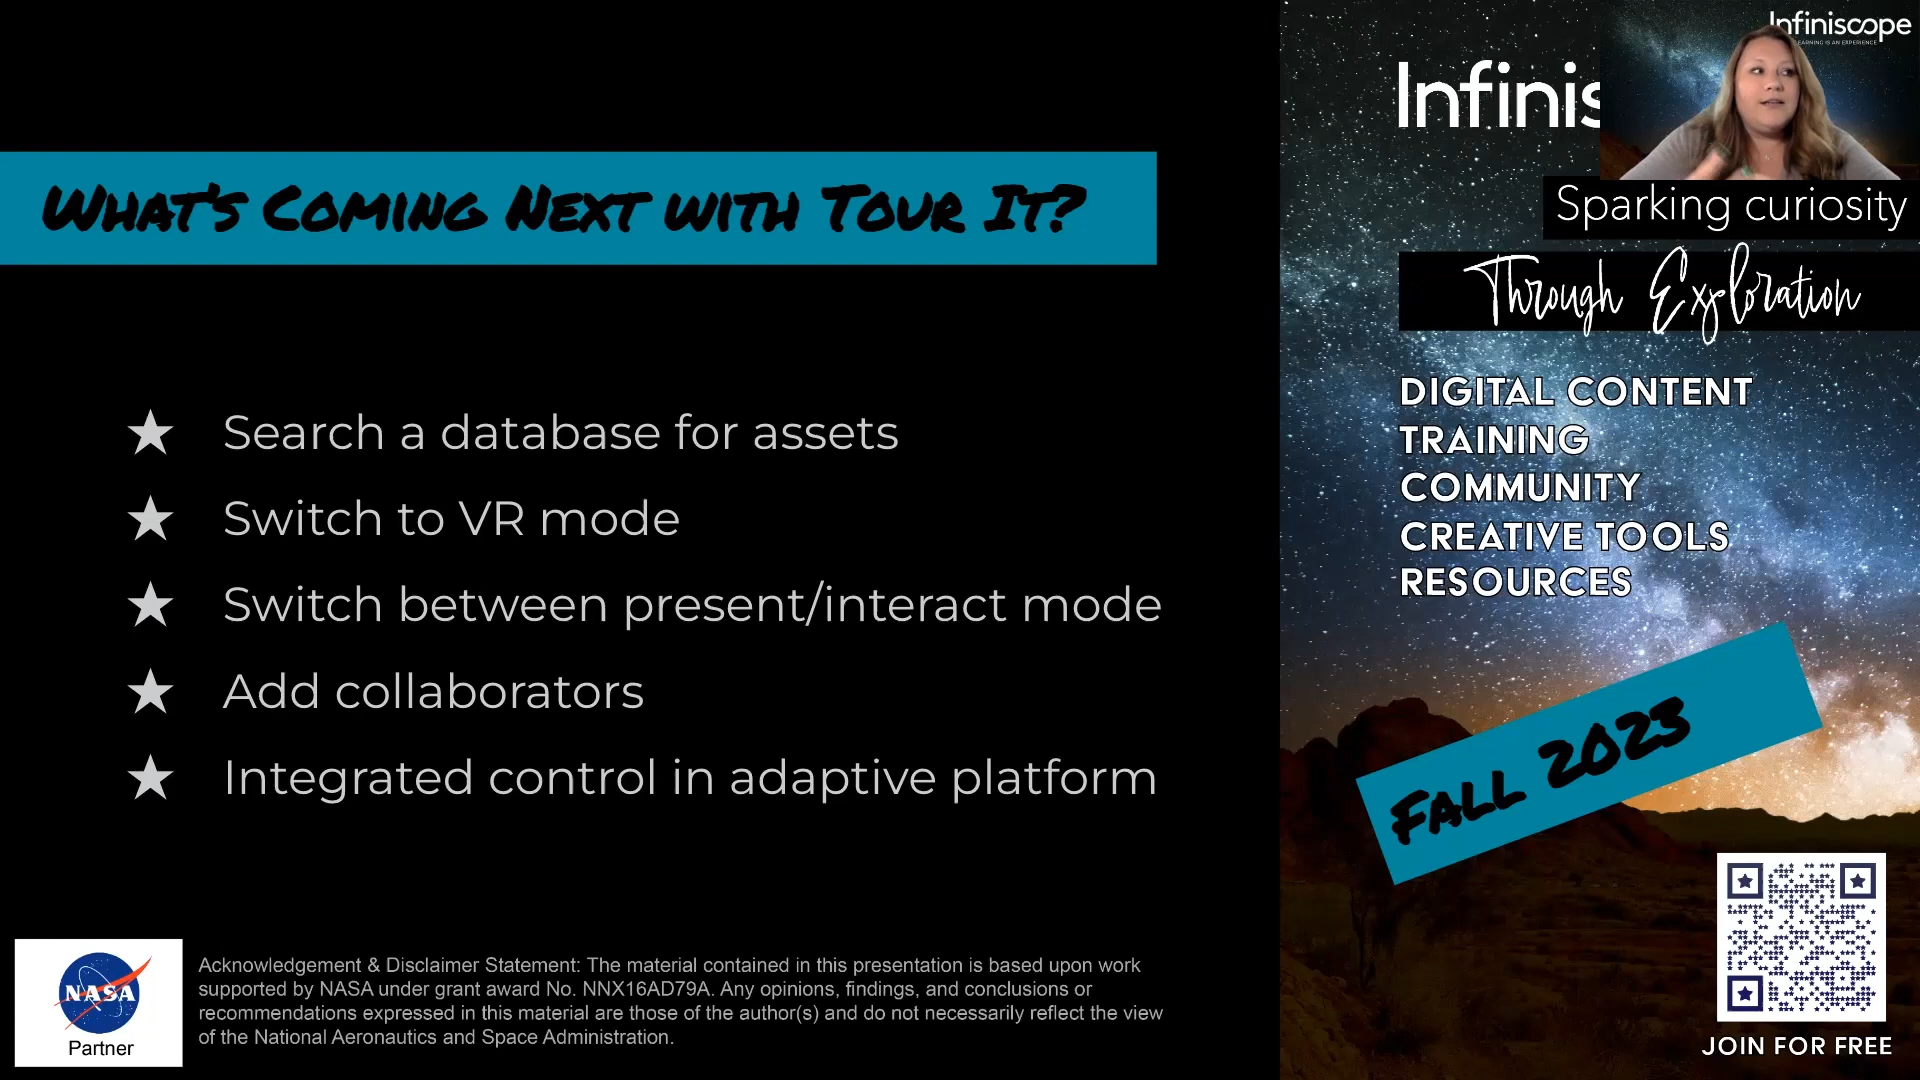 What's Coming Next with Tour It?
★ Search a database for assets
★ Switch to VR mode
★ Switch between present/interact mode
★ Add collaborators
★ Integrated control in adaptive platform
NASA
Partner
Acknowledgement & Disclaimer Statement: The material contained in this presentation is based upon work
supported by NASA under grant award No. NNX16AD79A. Any opinions, findings, and conclusions or
recommendations expressed in this material are those of the author(s) and do not necessarily reflect the view
of the National Aeronautics and Space Administration.
Infiniscope
LEARNING IS AN EXPERIENCE
Infinis
Sparking curiosity
Through Exploration
DIGITAL CONTENT
TRAINING
COMMUNITY
CREATIVE TOOLS
RESOURCES
Fall 2023
JOIN FOR FREE